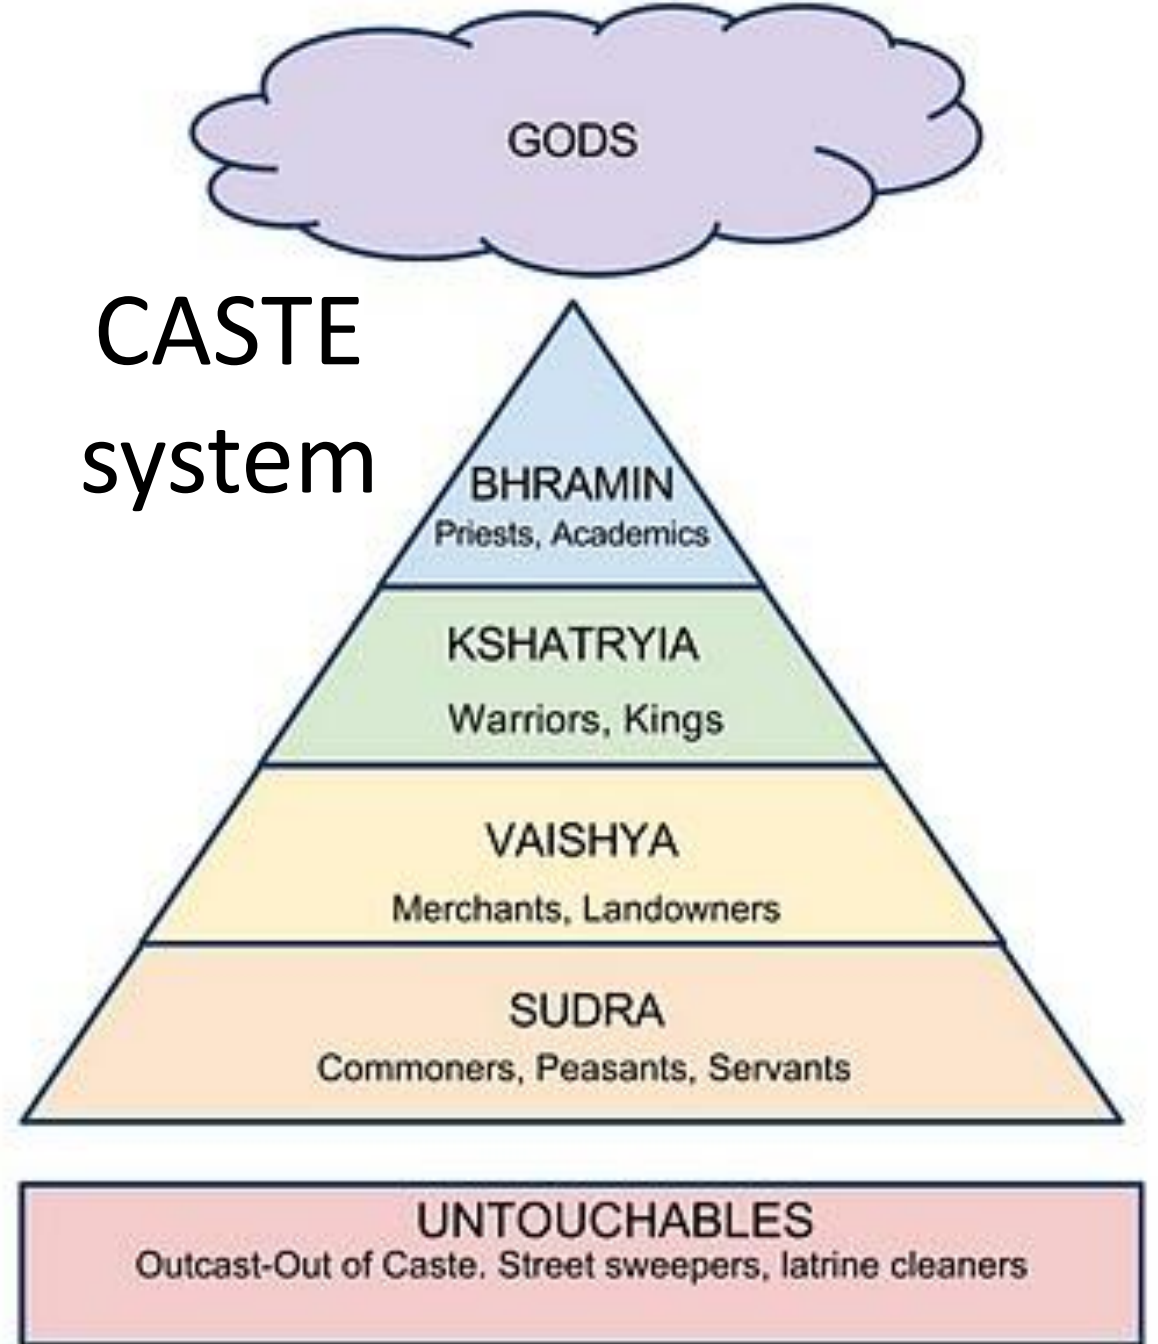 GODS
CASTE
system
BHRAMIN
Priests, Academics
KSHATRYIA
Warriors, Kings
VAISHYA
Merchants, Landowners
SUDRA
Commoners, Peasants, Servants
UNTOUCHABLES
Outcast-Out of Caste. Street sweepers, latrine cleaners